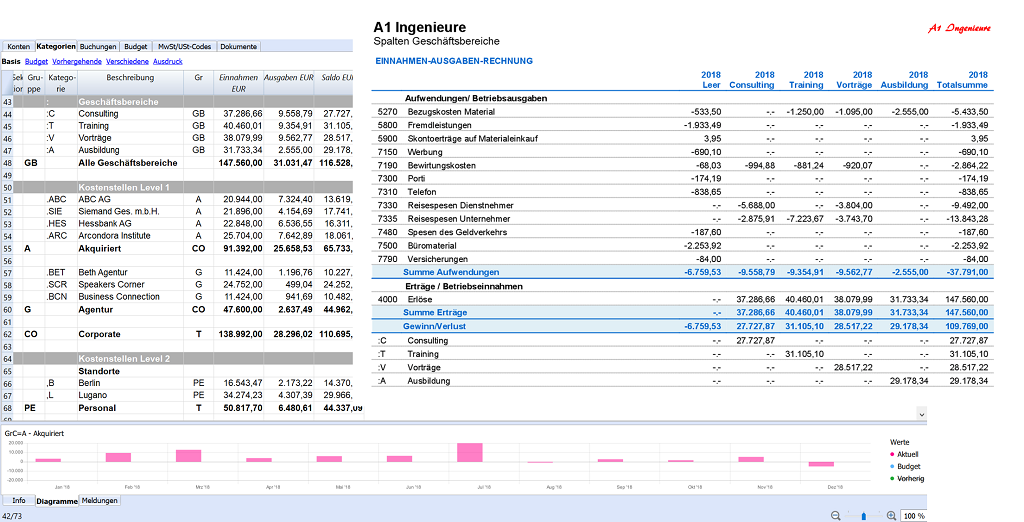 Konten Kategorien Buchungen Budget MwSt/USt-Codes Dokumente
Basis Budget Vorhergehende Verschiedene Ausdruck
Gru-ppe Katego-rie Beschreibung Gr Einnahmen EUR Ausgaben EUR Saldo EUI
43 : Geschäftsbereiche
44 :C Consulting GB 37.286,66 9.558,79 27.727,
45 :T Training GB 40.460,01 9.354,91 31.105,
46 :V Vorträge GB 38.079,99 9.562,77 28.517,
47 :A Ausbildung GB 31.733,34 2.555,00 29.178,
48 GB Alle Geschäftsbereiche 147.560,00 31.031,47 116.528,
49
50 Kostenstellen Level 1
51 .ABC ABC AG A 20.944,00 7.324,40 13.619,
52 .SIE Siemand Ges. m.b.H. A 21.896,00 4.154,69 17.741,
53 .HES Hessbank AG A 22.848,00 6.536,55 16.311,
54 .ARC Arcondora Institute A 25.704,00 7.642,89 18.061,
55 A Akquiriert CO 91.392,00 25.658,53 65.733,
56
57 .BET Beth Agentur G 11.424,00 1.196,76 10.227,
58 .SCR Speakers Corner G 24.752,00 499,04 24.252,
59 .BCN Business Connection G 11.424,00 941,69 10.482,
60 G Agentur CO 47.600,00 2.637,49 44.962,
61
62 CO Corporate T 138.992,00 28.296,02 110.695,
63
64 Kostenstellen Level 2
65 Standorte
66 ,B Berlin PE 16.543,47 2.173,22 14.370,
67 ,L Lugano PE 34.274,23 4.307,39 29.966,
68 PE Personal T 50.817,70 6.480,61 44.337,09
A1 Ingenieure
A1 Ingenieure
Spalten Geschäftsbereiche
EINNAHMEN-AUSGABEN-RECHNUNG
2018 2018 2018 2018 2018 2018
Leer Consulting Training Vorträge Ausbildung Totalsumme
Aufwendungen/ Betriebsausgaben
5270 Bezugskosten Material -533,50 -.- -1.250,00 -1.095,00 -2.555,00 -5.433,50
5800 Fremdleistungen -1.933,49 -.- -.- -.- -.- -1.933,49
5900 Skontoerträge auf Materialeinkauf 3,95 -.- -.- -.- -.- 3,95
7150 Werbung -690,10 -.- -.- -.- -.- -690,10
7190 Bewirtungskosten -68,03 -994,88 -881,24 -920,07 -.- -2.864,22
7300 Porti -174,19 -.- -.- -.- -.- -174,19
7310 Telefon -838,65 -.- -.- -.- -.- -838,65
7330 Reisespesen Dienstnehmer -.- -5.688,00 -.- -3.804,00 -.- -9.492,00
7335 Reisespesen Unternehmer -.- -2.875,91 -7.223,67 -3.743,70 -.- -13.843,28
7480 Spesen des Geldverkehrs -187,60 -.- -.- -.- -.- -187,60
7500 Büromaterial -2.253,92 -.- -.- -.- -.- -2.253,92
7790 Versicherungen -84,00 -.- -.- -.- -.- -84,00
Summe Aufwendungen -6.759,53 -9.558,79 -9.354,91 -9.562,77 -2.555,00 -37.791,00
Erträge / Betriebseinnahmen
4000 Erlöse -.- 37.286,66 40.460,01 38.079,99 31.733,34 147.560,00
Summe Erträge -.- 37.286,66 40.460,01 38.079,99 31.733,34 147.560,00
Gewinn/Verlust -6.759,53 27.727,87 31.105,10 28.517,22 29.178,34 109.769,00
:C Consulting -.- 27.727,87 -.- -.- -.- 27.727,87
:T Training -.- -.- 31.105,10 -.- -.- 31.105,10
:V Vorträge -.- -.- -.- 28.517,22 -.- 28.517,22
:A Ausbildung -.- -.- -.- -.- 29.178,34 29.178,34
GrC=A - Akquiriert
20.000
10.000
0
-10.000
-20.000
Jan '18 Feb '18 Mrz '18 Apr '18 Mai '18 Jun '18 Jul '18 Aug '18 Sep '18 Okt '18 Nov '18 Dez '18
Werte
Aktuell
Budget
Vorherig
Info Diagramme Meldungen
42/73
100 %